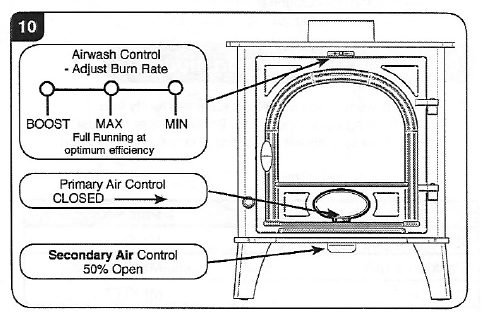 10
Airwash Control
- Adjust Burn Rate
BOOST MAX MIN
Full Running at
optimum efficiency
Primary Air Control
CLOSED
Secondary Air Control
50% Open